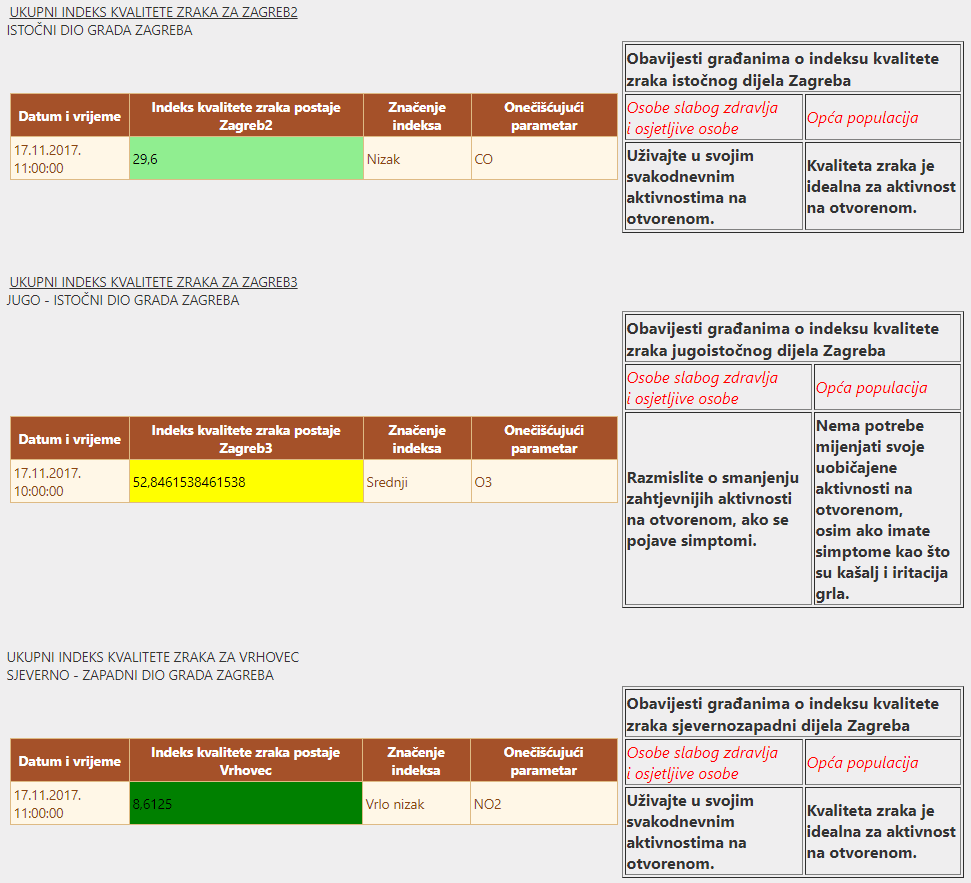 UKUPNI INDEKS KVALITETE ZRAKA ZA ZAGREB2
ISTOČNI DIO GRADA ZAGREBA
Datum i vrijeme
Indeks kvalitete zraka postaje
Zagreb2
Značenje
indeksa
Onečišćujući
parametar
17.11.2017.
11:00:00
29,6
Nizak
CO
Obavijesti građanima o indeksu kvalitete
zraka istočnog dijela Zagreba
Osobe slabog zdravlja
i osjetljive osobe
Opća populacija
Uživajte u svojim
svakodnevnim
aktivnostima na
otvorenom.
Kvaliteta zraka je
idealna za aktivnost
na otvorenom.
UKUPNI INDEKS KVALITETE ZRAKA ZA ZAGREB3
JUGO - ISTOČNI DIO GRADA ZAGREBA
Datum i vrijeme
Indeks kvalitete zraka postaje
Zagreb3
Značenje
indeksa
Onečišćujući
parametar
17.11.2017.
10:00:00
52,8461538461538
Srednji
O3
Obavijesti građanima o indeksu kvalitete
zraka jugoistočnog dijela Zagreba
Osobe slabog zdravlja
i osjetljive osobe
Opća populacija
Razmislite o smanjenju
zahtjevnijih aktivnosti
na otvorenom, ako se
pojave simptomi.
Nema potrebe
mijenjati svoje
uobičajene
aktivnosti na
otvorenom,
osim ako imate
simptome kao što
su kašalj i iritacija
grla.
UKUPNI INDEKS KVALITETE ZRAKA ZA VRHOVEC
SJEVERNO - ZAPADNI DIO GRADA ZAGREBA
Datum i vrijeme
Indeks kvalitete zraka postaje
Vrhovec
Značenje
indeksa
Onečišćujući
parametar
17.11.2017.
11:00:00
8,6125
Vrlo nizak
NO2
Obavijesti građanima o indeksu kvalitete
zraka sjevernozapadni dijela Zagreba
Osobe slabog zdravlja
i osjetljive osobe
Opća populacija
Uživajte u svojim
svakodnevnim
aktivnostima na
otvorenom.
Kvaliteta zraka je
idealna za aktivnost
na otvorenom.